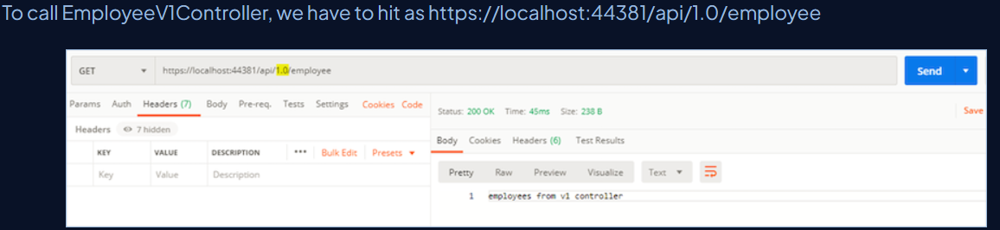 To call EmployeeV1Controller, we have to hit as https://localhost:44381/api/1.0/employee
GET https://localhost:44381/api/1.0/employee Send
Params Auth Headers (7) Body Pre-req. Tests Settings Cookies Code
Headers 7 hidden
KEY VALUE DESCRIPTION ••• Bulk Edit Presets
Key Value Description
Status: 200 OK Time: 45ms Size: 238 B Save
Body Cookies Headers (6) Test Results
Pretty Raw Preview Visualize Text
1 employees from v1 controller